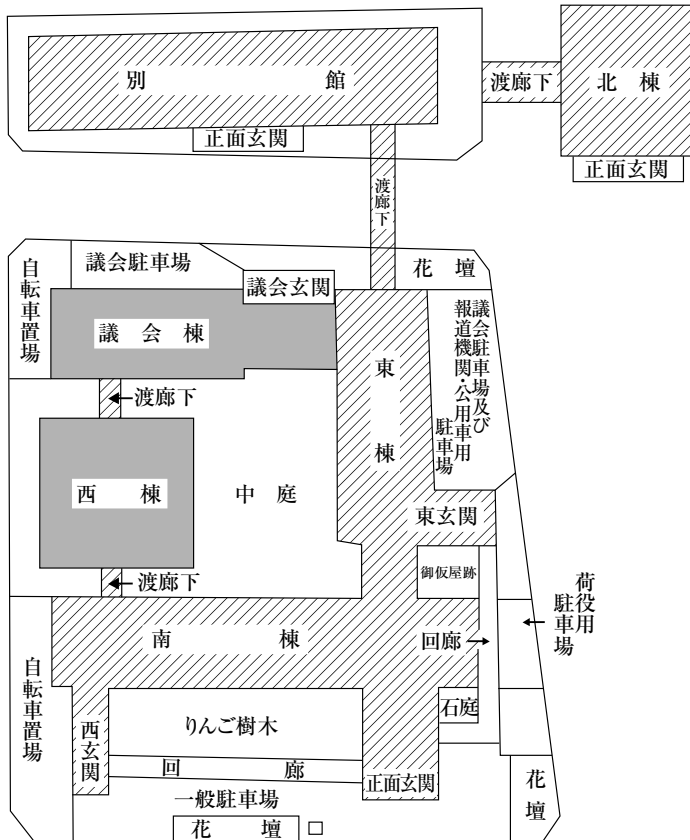 別 館
渡廊下
北 棟
正面玄関
正面玄関
渡廊下
自転車置場
議会駐車場
議会玄関
花 壇
議 会 棟
東 棟
議会駐車場及び
報道機関・公用車用
駐車場
渡廊下
西 棟
中 庭
東玄関
渡廊下
御仮屋跡
荷役用
駐車場
南 棟
回廊
自転車置場
西玄関
りんご樹木
石庭
回 廊
正面玄関
一般駐車場
花 壇
花壇